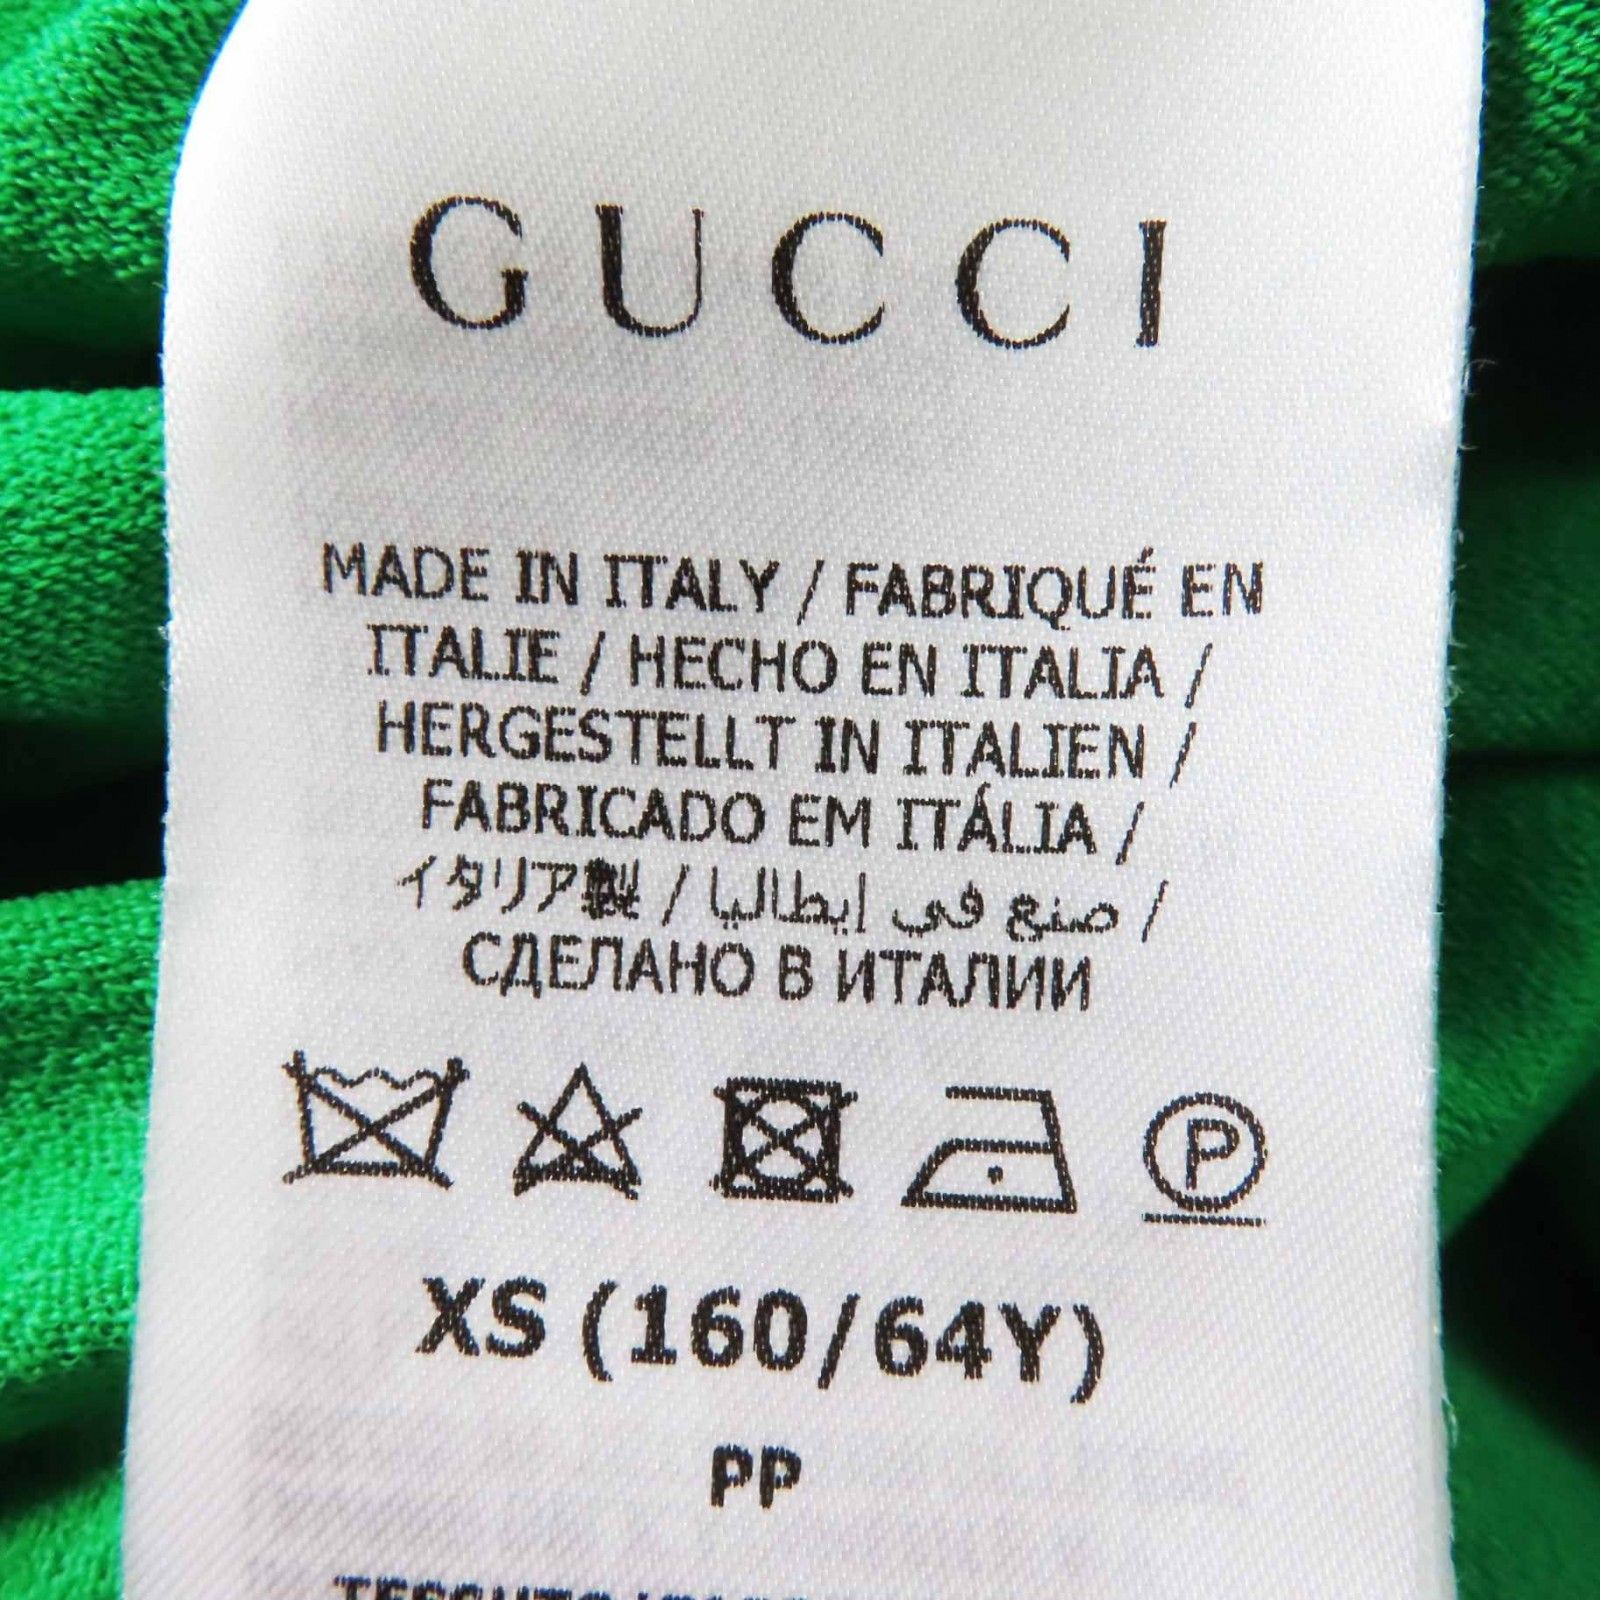 GUCCI
MADE IN ITALY / FABRIQUÉ EN
ITALIE / HECHO EN ITALIA /
HERGESTELLT IN ITALIEN /
FABRICADO EM ITÁLIA /
イタリア製 / صنع في إيطاليا /
СДЕЛАНО В ИТАЛИИ
P
XS (160/64Y)
PP